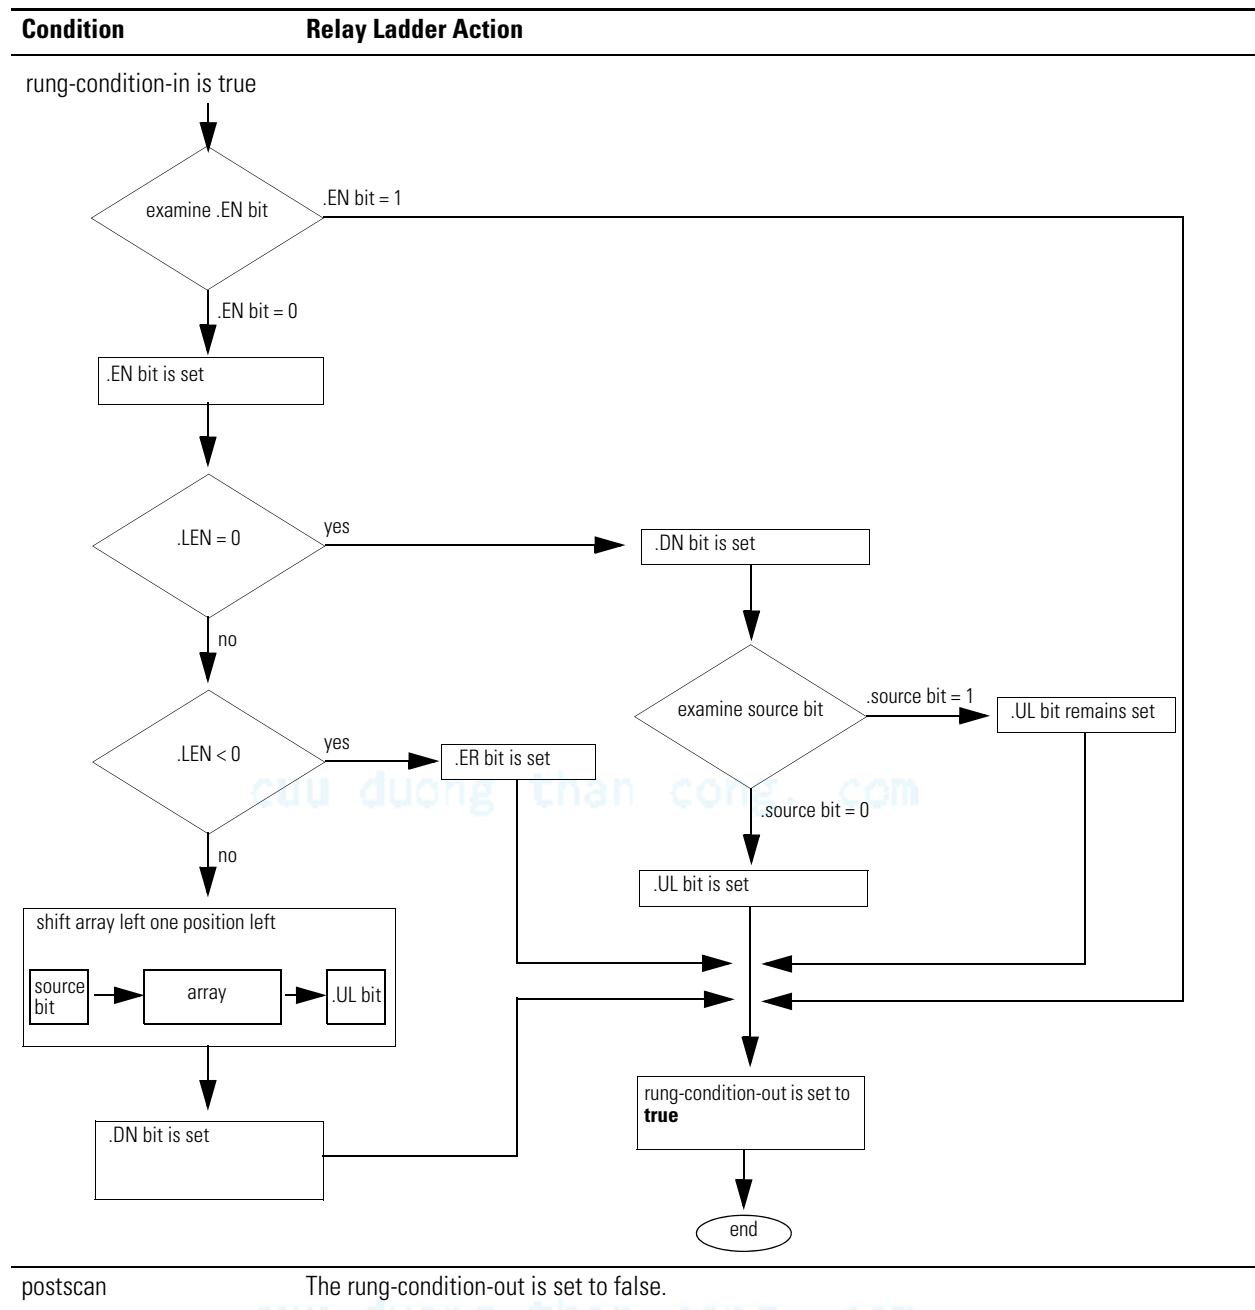 Condition Relay Ladder Action
rung-condition-in is true
examine .EN bit
.EN bit = 1
.EN bit = 0
.EN bit is set
.LEN = 0
yes
.DN bit is set
no
examine source bit
.source bit = 1
.UL bit remains set
.LEN < 0
yes
.ER bit is set
cuu duong than cong. com
.source bit = 0
no
.UL bit is set
shift array left one position left
source
bit
array
.UL bit
rung-condition-out is set to
true
.DN bit is set
end
postscan The rung-condition-out is set to false.